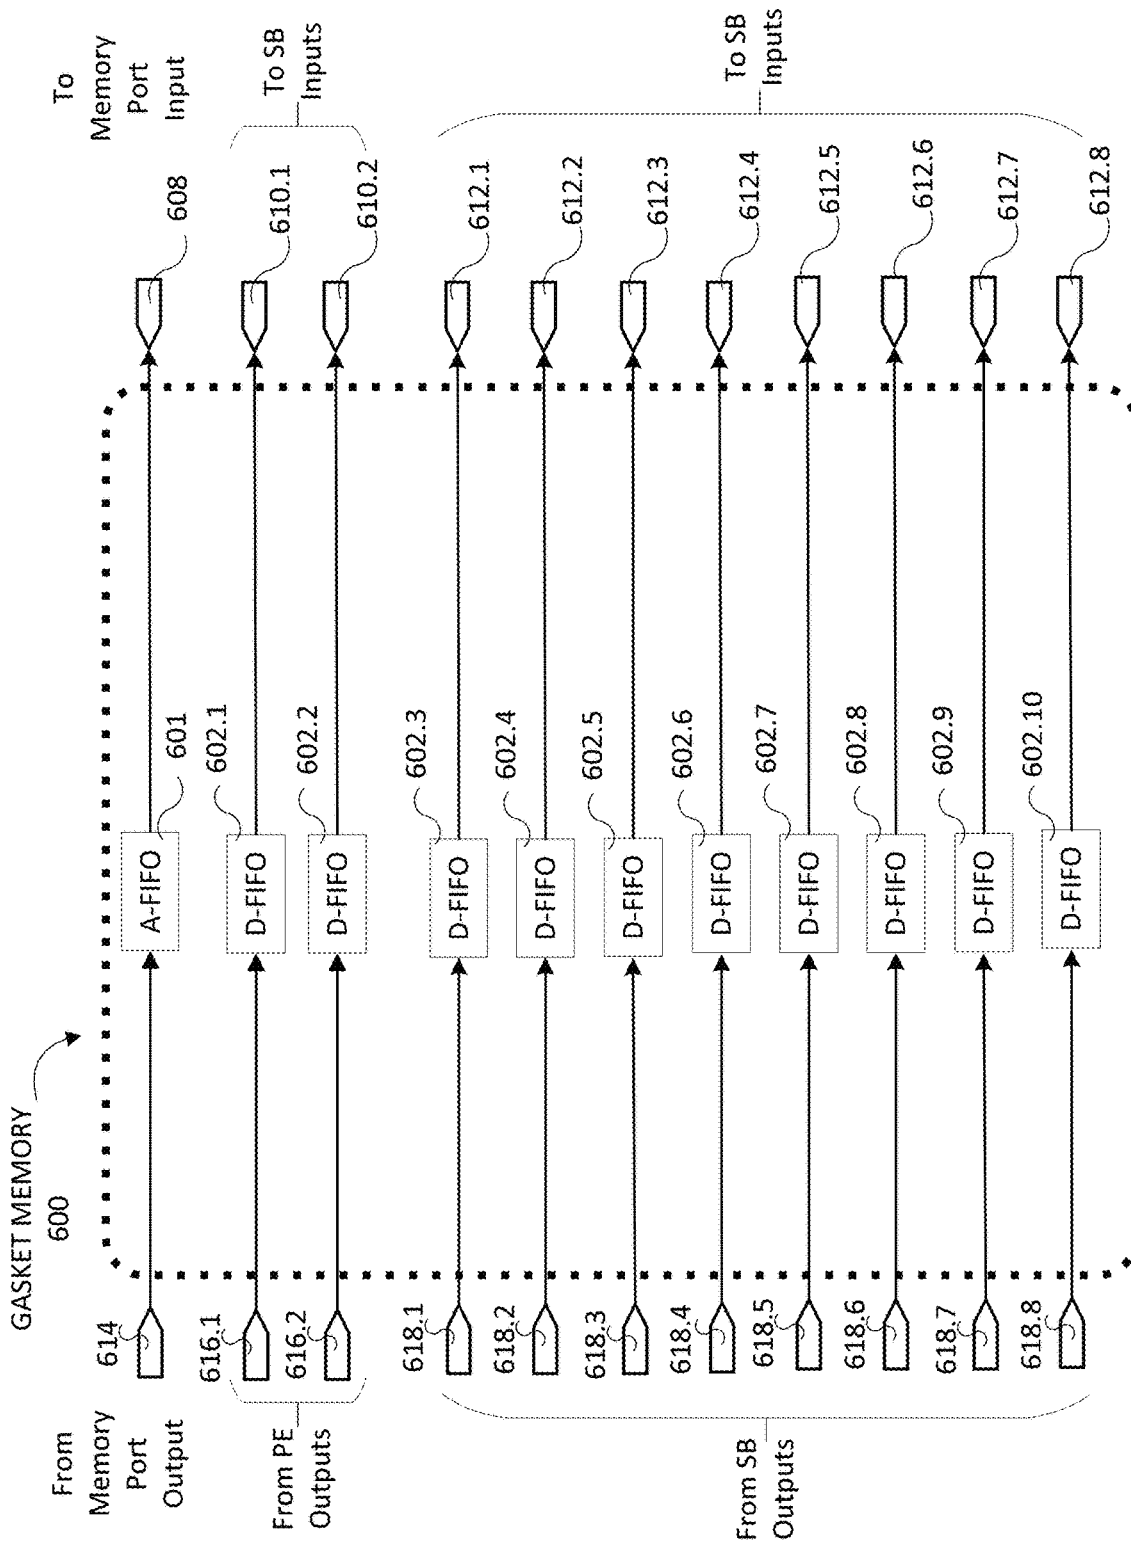 GASKET MEMORY
600
From
Memory
Port
Output
614
A-FIFO
601
608
To
Memory
Port
Input
From PE
Outputs
616.1
D-FIFO
602.1
610.1
616.2
D-FIFO
602.2
610.2
To SB
Inputs
From SB
Outputs
618.1
D-FIFO
602.3
612.1
618.2
D-FIFO
602.4
612.2
618.3
D-FIFO
602.5
612.3
618.4
D-FIFO
602.6
612.4
618.5
D-FIFO
602.7
612.5
618.6
D-FIFO
602.8
612.6
618.7
D-FIFO
602.9
612.7
618.8
D-FIFO
602.10
612.8
To SB
Inputs